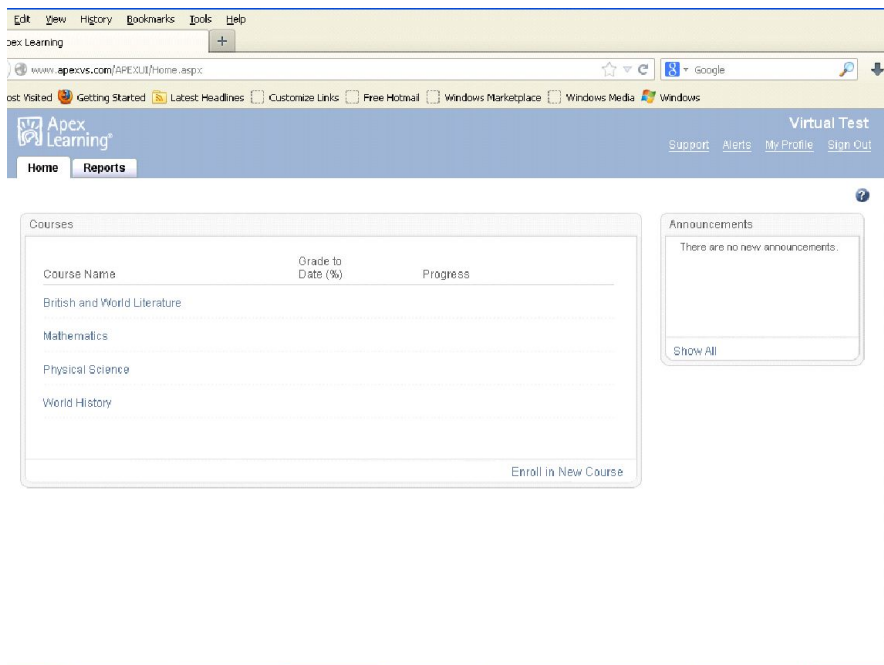 Edit View History Bookmarks Tools Help
pex Learning +
www.apexvs.com/APEXUI/Home.aspx Google
ost Visited Getting Started Latest Headlines Customize Links Free Hotmail Windows Marketplace Windows Media Windows
Apex
Learning®
Virtual Test
Support Alerts My Profile Sign Out
Home Reports
?
Courses
Course Name Grade to
Date (%) Progress
British and World Literature
Mathematics
Physical Science
World History
Enroll in New Course
Announcements
There are no new announcements.
Show All